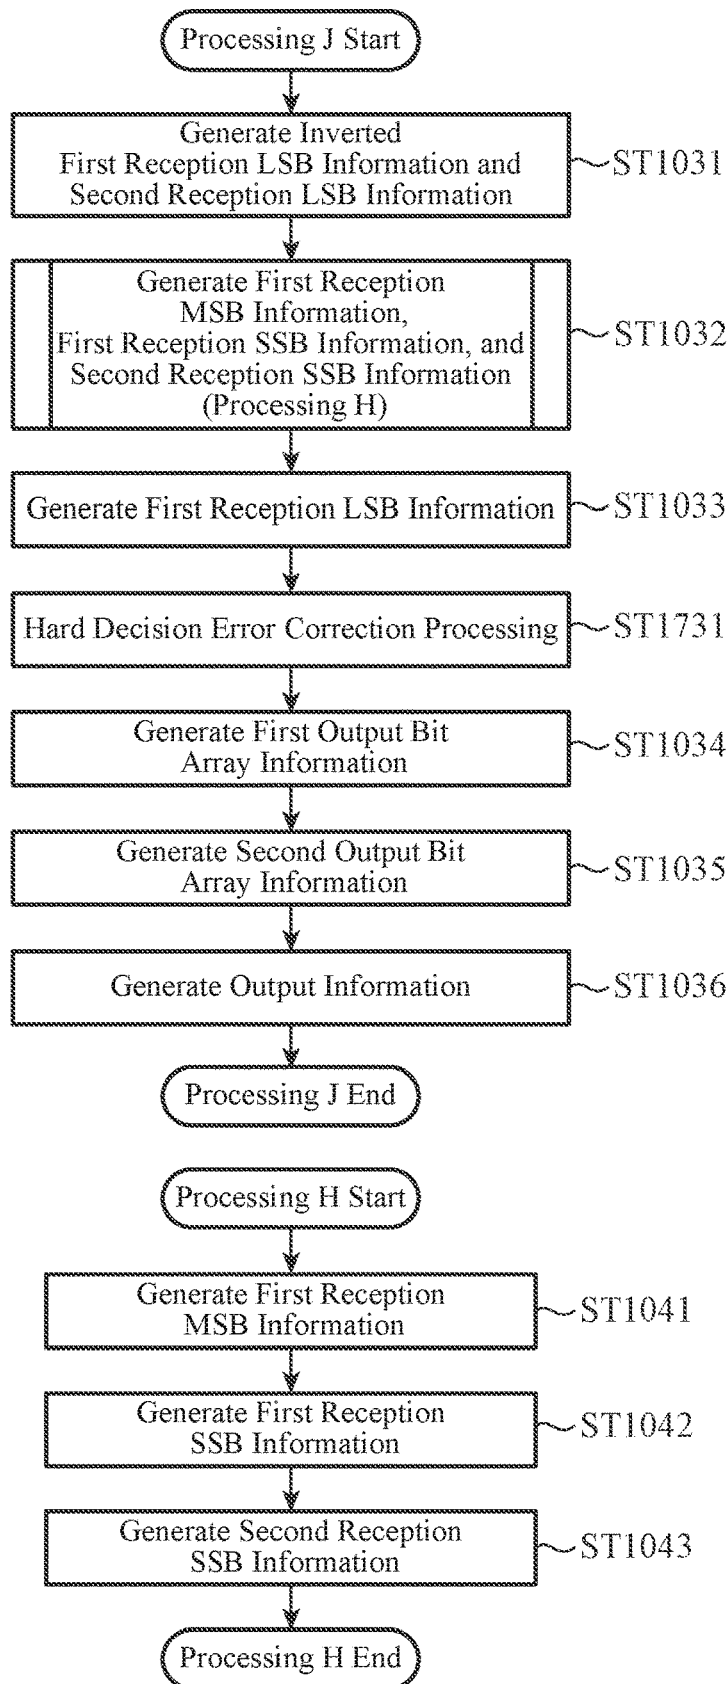 Processing J Start
Generate Inverted
First Reception LSB Information and
Second Reception LSB Information
ST1031
Generate First Reception
MSB Information,
First Reception SSB Information, and
Second Reception SSB Information
(Processing H)
ST1032
Generate First Reception LSB Information
ST1033
Hard Decision Error Correction Processing
ST1731
Generate First Output Bit
Array Information
ST1034
Generate Second Output Bit
Array Information
ST1035
Generate Output Information
ST1036
Processing J End
Processing H Start
Generate First Reception
MSB Information
ST1041
Generate First Reception
SSB Information
ST1042
Generate Second Reception
SSB Information
ST1043
Processing H End